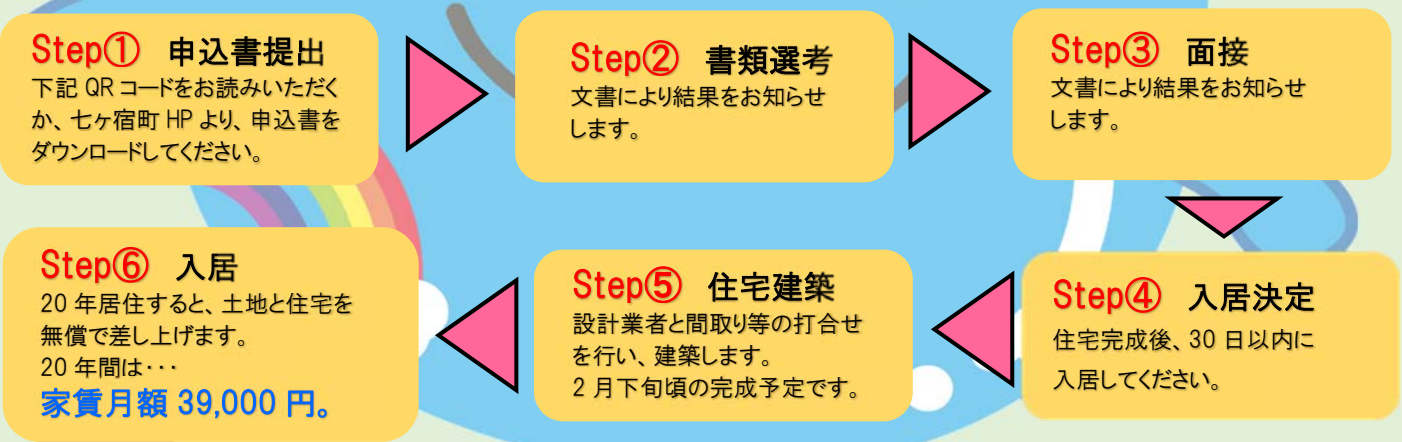 Step① 申込書提出
下記 QR コードをお読みいただく
か、七ヶ宿町 HP より、申込書を
ダウンロードしてください。
Step② 書類選考
文書により結果をお知らせ
します。
Step③ 面接
文書により結果をお知らせ
します。
Step④ 入居決定
住宅完成後、30 日以内に
入居してください。
Step⑤ 住宅建築
設計業者と間取り等の打合せ
を行い、建築します。
2 月下旬頃の完成予定です。
Step⑥ 入居
20 年居住すると、土地と住宅を
無償で差し上げます。
20 年間は・・・
家賃月額 39,000 円。